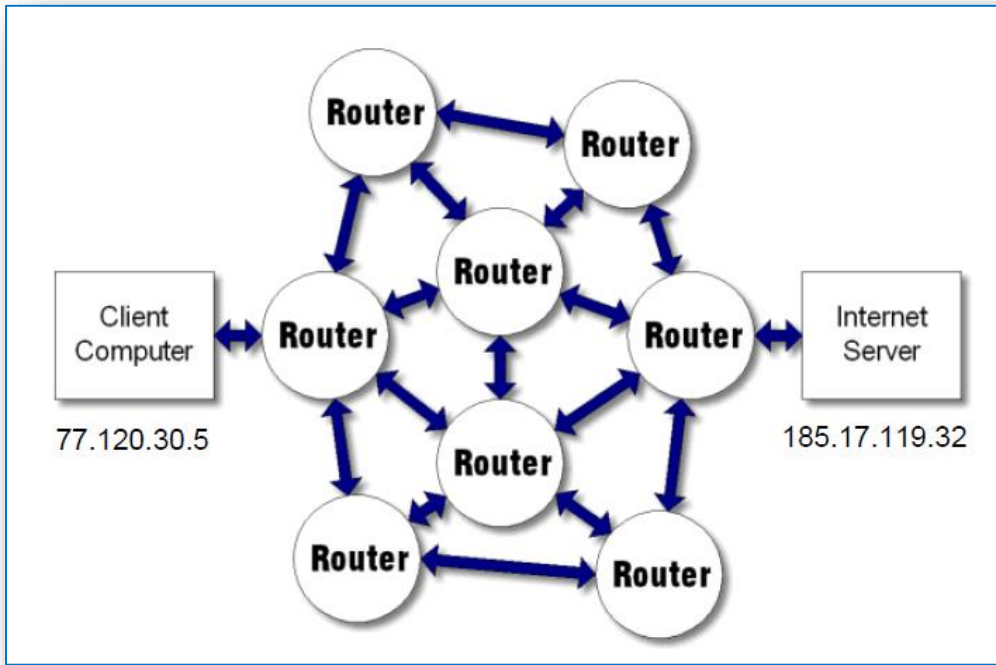 Router
Router
Router
Client
Computer
Router
Router
Internet
Server
77.120.30.5
185.17.119.32
Router
Router
Router